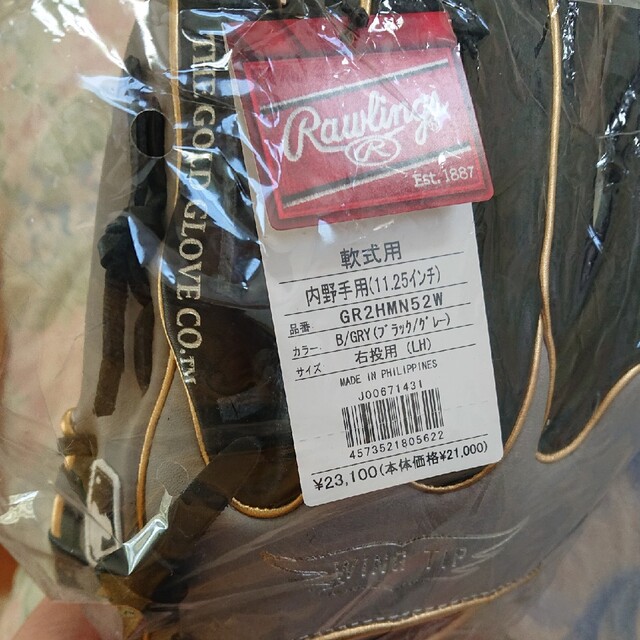 THE GOLD GLOVE CO.™
Rawlings
R
Est. 1887
軟式用
内野手用(11.25インチ)
品番: GR2HMN52W
カラー: B/GRY(ブラック/グレー)
サイズ 右投用 (LH)
MADE IN PHILIPPINES
J00671431
4573521805622
¥23,100(本体価格¥21,000)
WING TIP